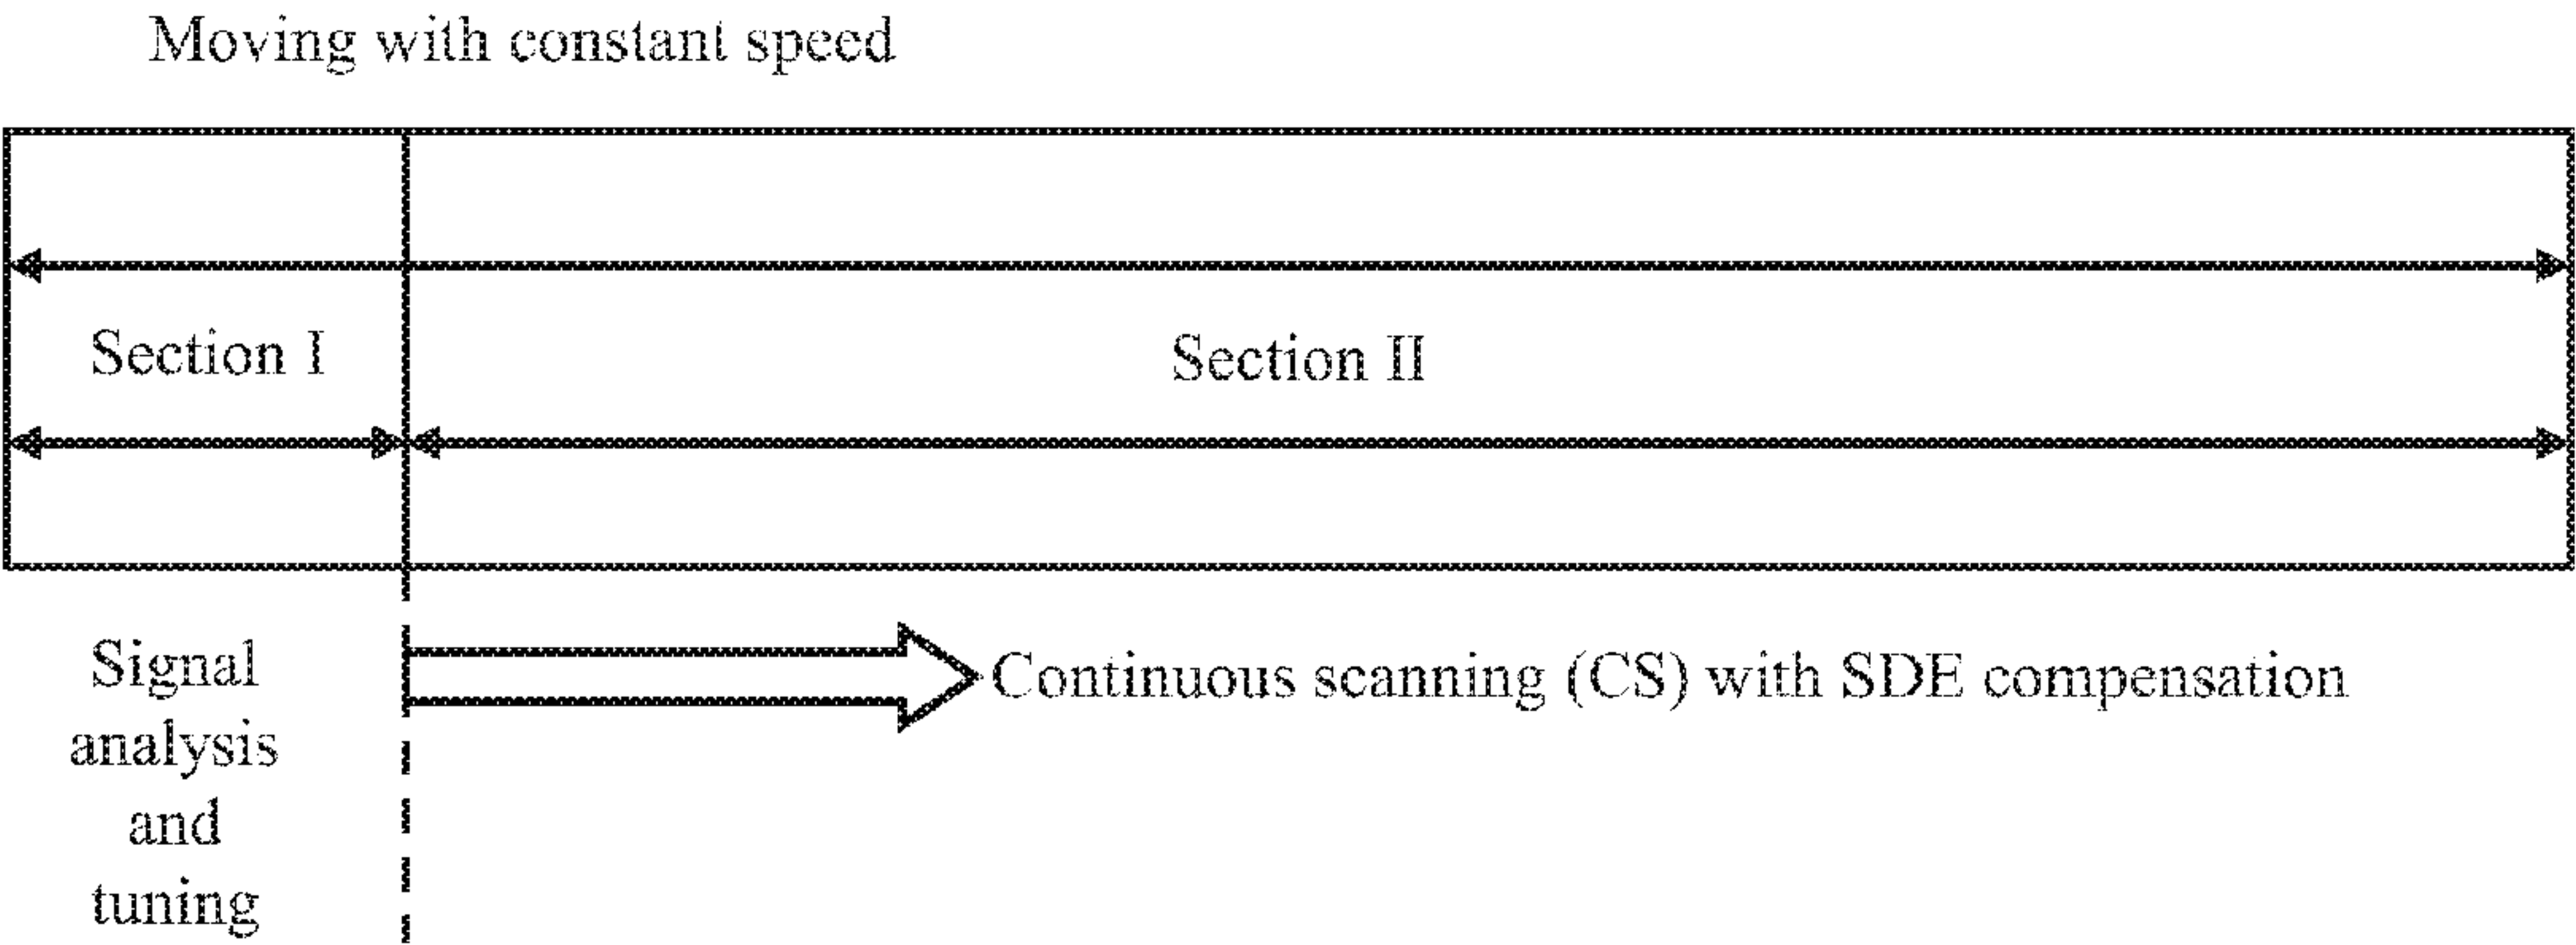 Moving with constant speed
Section I
Section II
Signal
analysis
and
tuning
Continuous scanning (CS) with SDE compensation